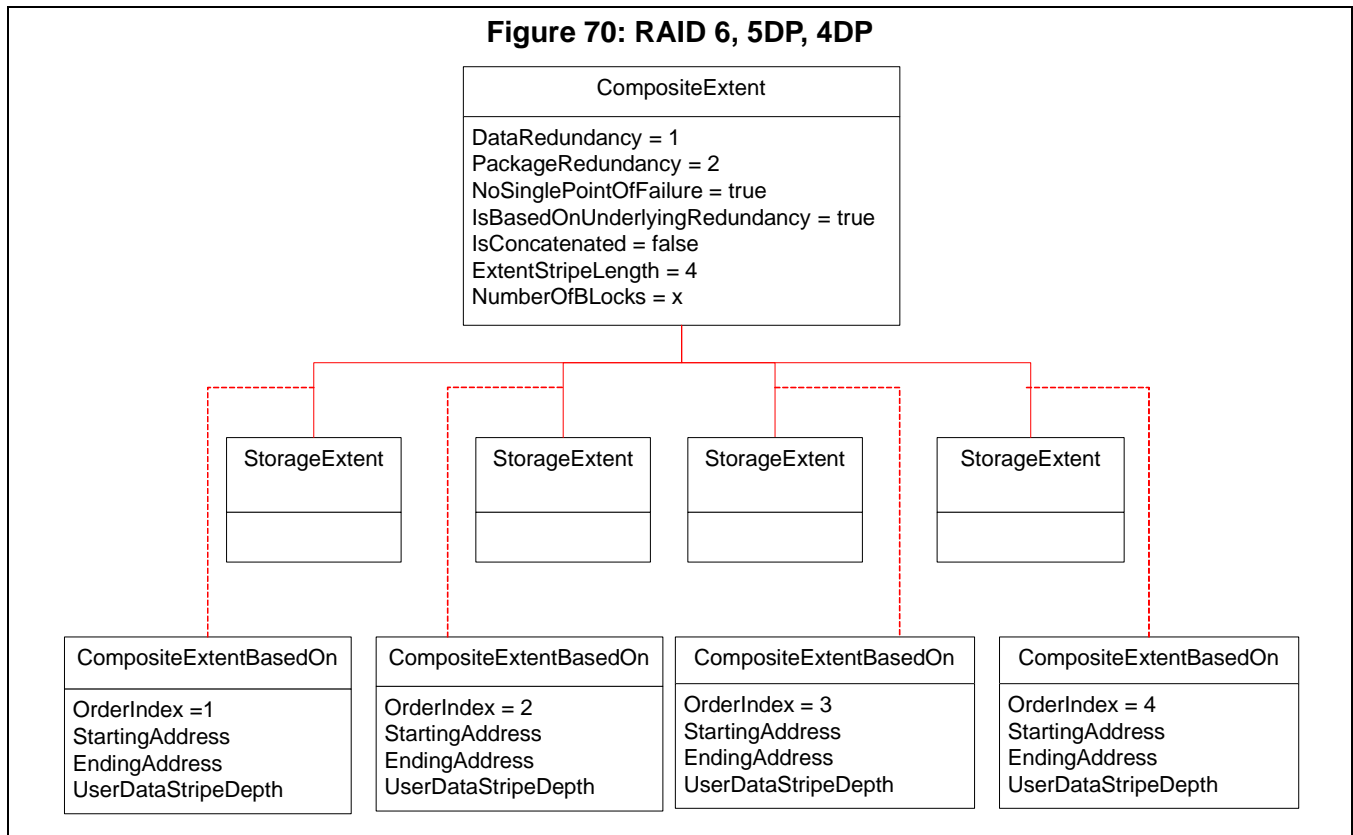 Figure 70: RAID 6, 5DP, 4DP
CompositeExtent
DataRedundancy = 1
PackageRedundancy = 2
NoSinglePointOfFailure = true
IsBasedOnUnderlyingRedundancy = true
IsConcatenated = false
ExtentStripeLength = 4
NumberOfBLocks = x
StorageExtent
StorageExtent
StorageExtent
StorageExtent
CompositeExtentBasedOn
OrderIndex =1
StartingAddress
EndingAddress
UserDataStripeDepth
CompositeExtentBasedOn
OrderIndex = 2
StartingAddress
EndingAddress
UserDataStripeDepth
CompositeExtentBasedOn
OrderIndex = 3
StartingAddress
EndingAddress
UserDataStripeDepth
CompositeExtentBasedOn
OrderIndex = 4
StartingAddress
EndingAddress
UserDataStripeDepth